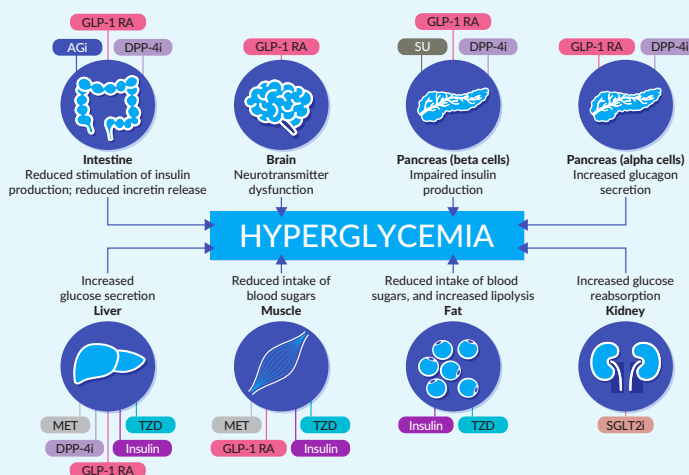 GLP-1 RA
AGi
DPP-4i
Intestine
Reduced stimulation of insulin
production; reduced incretin release
GLP-1 RA
Brain
Neurotransmitter
dysfunction
GLP-1 RA
SU
DPP-4i
Pancreas (beta cells)
Impaired insulin
production
GLP-1 RA
DPP-4i
Pancreas (alpha cells)
Increased glucagon
secretion
HYPERGLYCEMIA
Increased
glucose secretion
Liver
MET
TZD
DPP-4i
Insulin
GLP-1 RA
Reduced intake of
blood sugars
Muscle
MET
TZD
GLP-1 RA
Insulin
Reduced intake of blood
sugars, and increased lipolysis
Fat
Insulin
TZD
Increased glucose
reabsorption
Kidney
SGLT2i